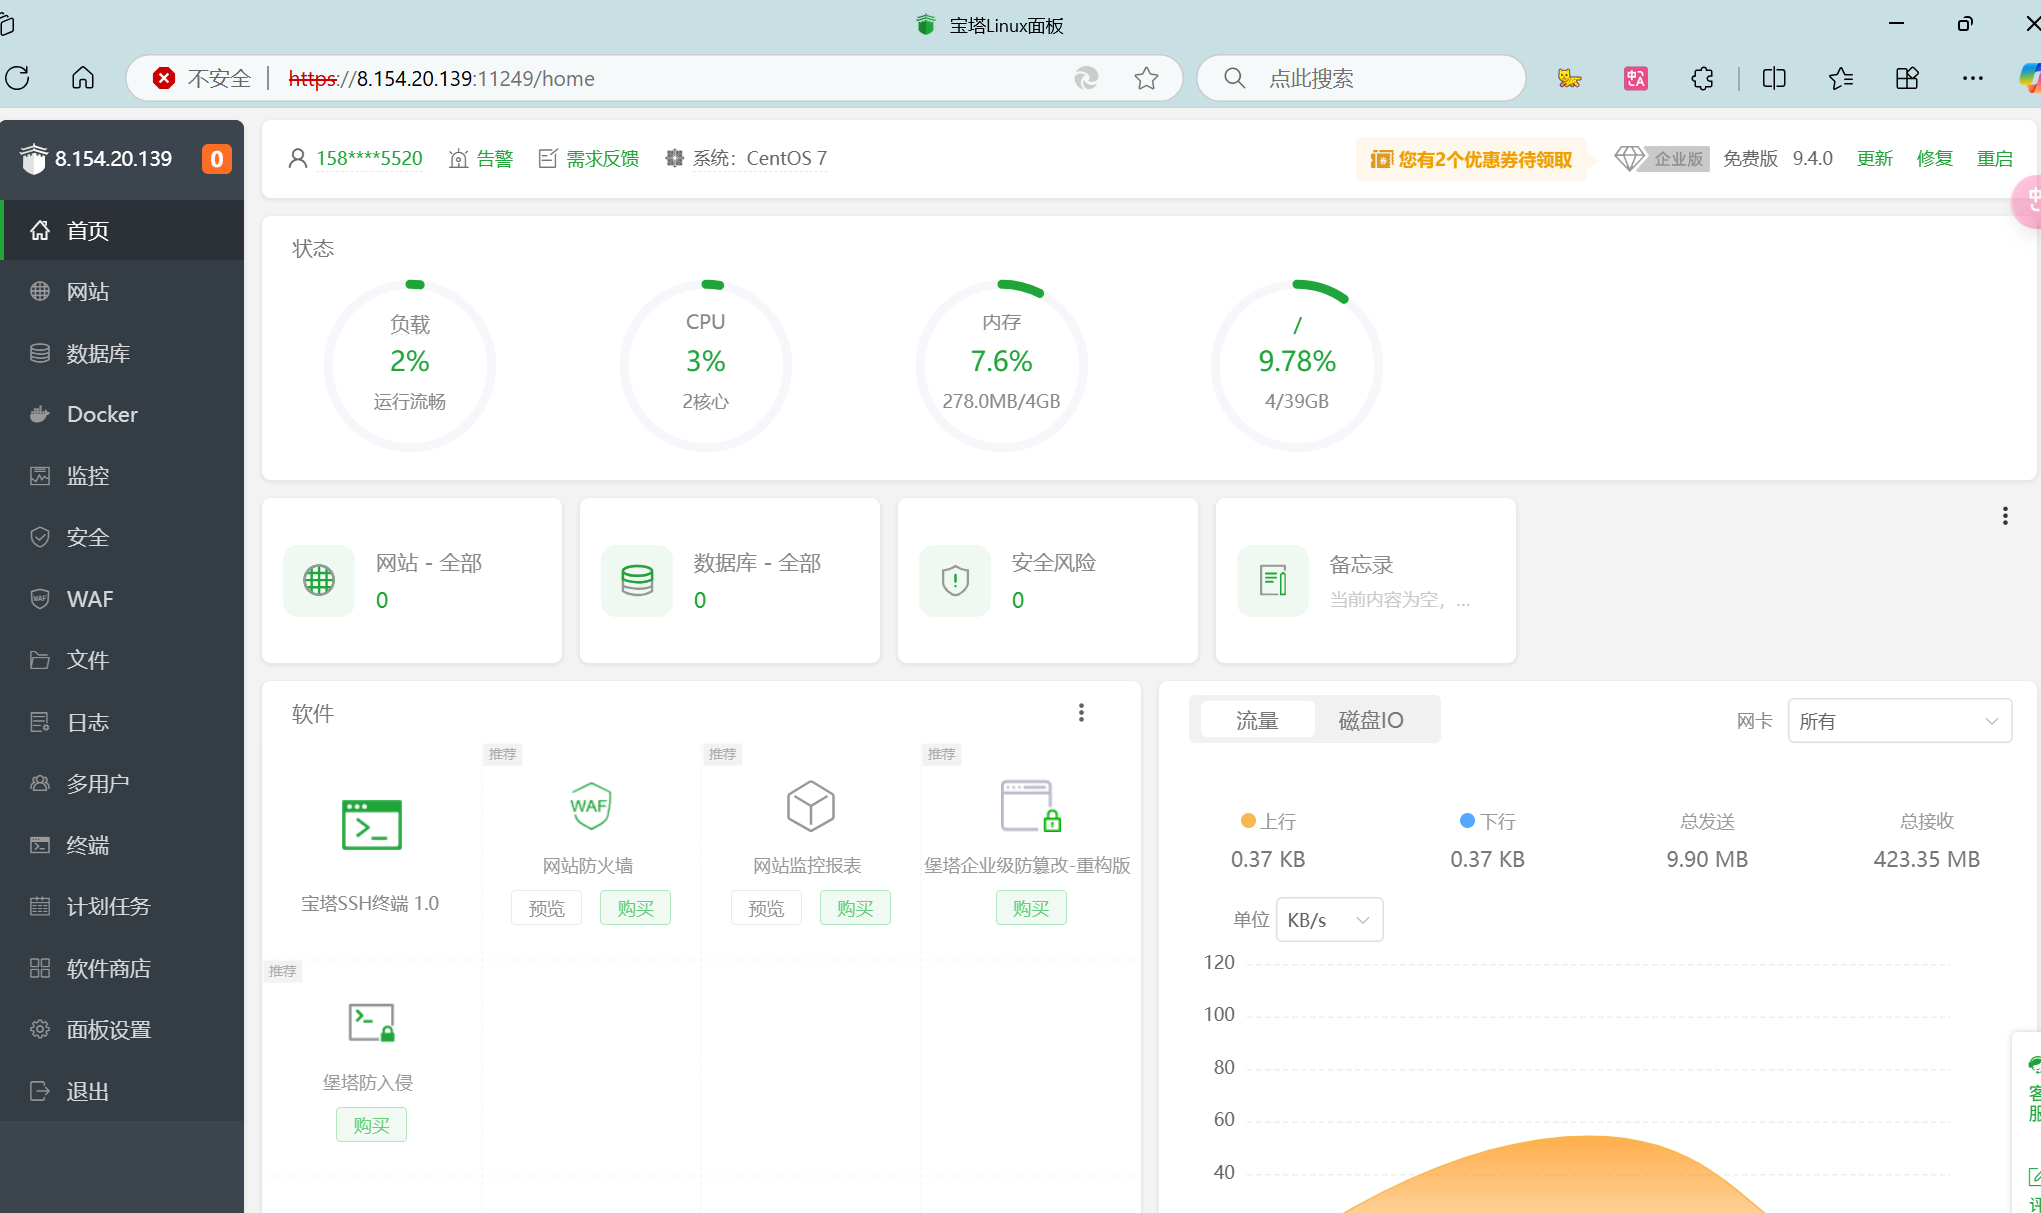 宝塔Linux面板
不安全 https://8.154.20.139:11249/home
点此搜索
8.154.20.139 0
158****5520 告警 需求反馈 系统: CentOS 7
您有2个优惠券待领取 企业版 免费版 9.4.0 更新 修复 重启
首页
网站
数据库
Docker
监控
安全
WAF
文件
日志
多用户
终端
计划任务
软件商店
面板设置
退出
状态
负载
2%
运行流畅
CPU
3%
2核心
内存
7.6%
278.0MB/4GB
/
9.78%
4/39GB
网站 - 全部
0
数据库 - 全部
0
安全风险
0
备忘录
当前内容为空，...
软件
宝塔SSH终端 1.0
推荐
WAF
网站防火墙
预览 购买
推荐
网站监控报表
预览 购买
推荐
堡塔企业级防篡改-重构版
购买
推荐
堡塔防入侵
购买
流量 磁盘IO
网卡 所有
上行
0.37 KB
下行
0.37 KB
总发送
9.90 MB
总接收
423.35 MB
单位 KB/s
120
100
80
60
40
客
服